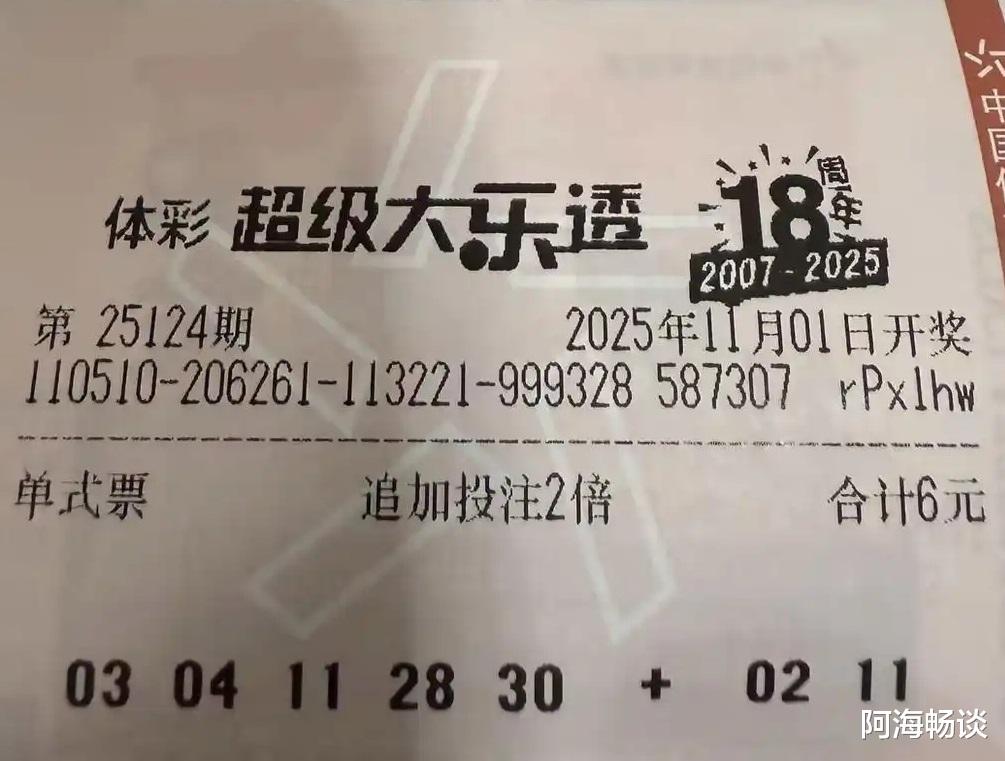 体彩 超级大乐透 18周年
2007-2025
第 25124期 2025年11月01日开奖
110510-206261-113221-999328 587307 rPx1hw
单式票 追加投注2倍 合计6元
03 04 11 28 30 + 02 11
中国
阿海畅谈